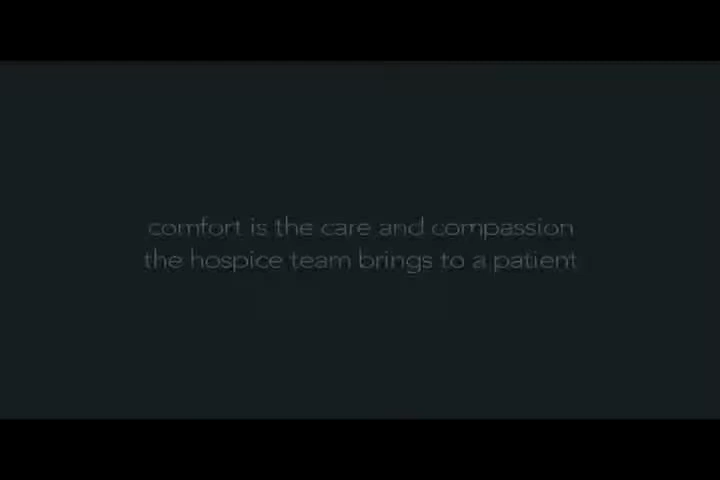 comfort is the care and compassion
the hospice team brings to a patient